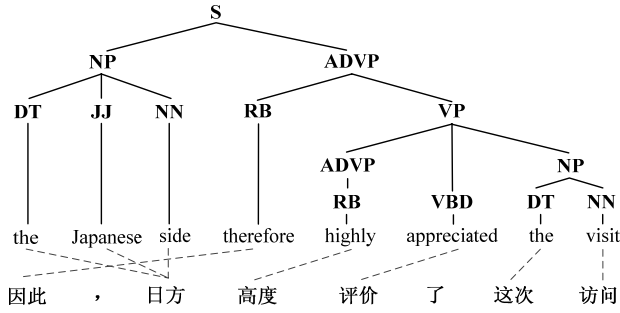 S
NP ADVP
DT JJ NN RB VP
ADVP NP
RB VBD DT NN
the Japanese side therefore highly appreciated the visit
因此 ， 日方 高度 评价 了 这次 访问